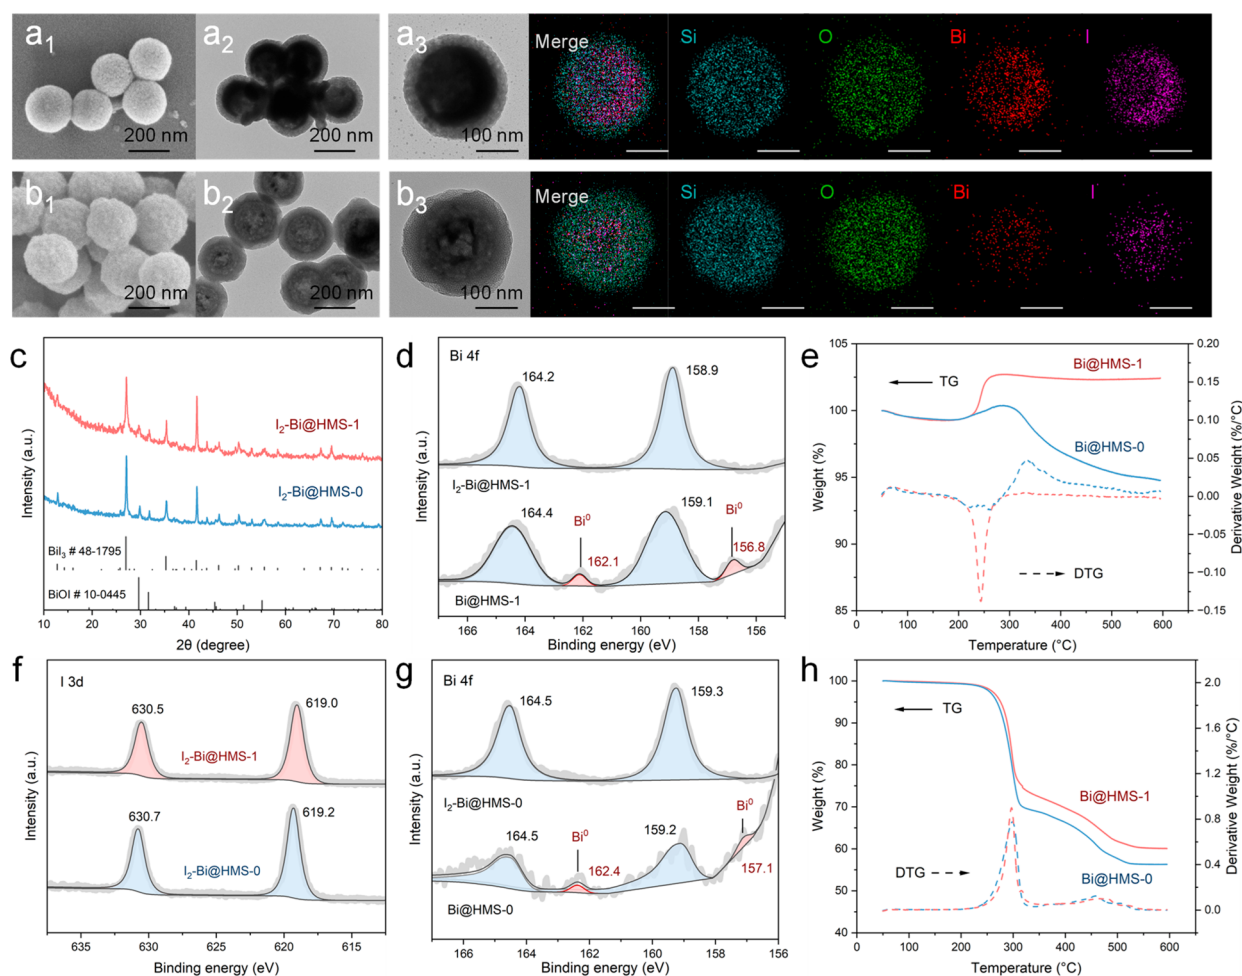 a1
200 nm
a2
200 nm
a3
100 nm
Merge
Si
O
Bi
I
b1
200 nm
b2
200 nm
b3
100 nm
Merge
Si
O
Bi
I
c
Intensity (a.u.)
I2-Bi@HMS-1
I2-Bi@HMS-0
BiI3 # 48-1795
BiOI # 10-0445
10 20 30 40 50 60 70 80
2θ (degree)
d
Intensity (a.u.)
Bi 4f
164.2
158.9
I2-Bi@HMS-1
164.4
Bi0
162.1
159.1
Bi0
156.8
Bi@HMS-1
166 164 162 160 158 156
Binding energy (eV)
e
Weight (%)
105
100
95
90
85
TG
Bi@HMS-1
Bi@HMS-0
DTG
0.20
0.15
0.10
0.05
0.00
−0.05
−0.10
−0.15
Derivative Weight (%/°C)
0 100 200 300 400 500 600
Temperature (°C)
f
Intensity (a.u.)
I 3d
630.5
619.0
I2-Bi@HMS-1
630.7
619.2
I2-Bi@HMS-0
635 630 625 620 615
Binding energy (eV)
g
Intensity (a.u.)
Bi 4f
164.5
159.3
I2-Bi@HMS-0
164.5
Bi0
162.4
159.2
Bi0
157.1
Bi@HMS-0
166 164 162 160 158 156
Binding energy (eV)
h
Weight (%)
100
90
80
70
60
50
40
TG
Bi@HMS-1
Bi@HMS-0
DTG
2.0
1.6
1.2
0.8
0.4
0.0
Derivative Weight (%/°C)
0 100 200 300 400 500 600
Temperature (°C)